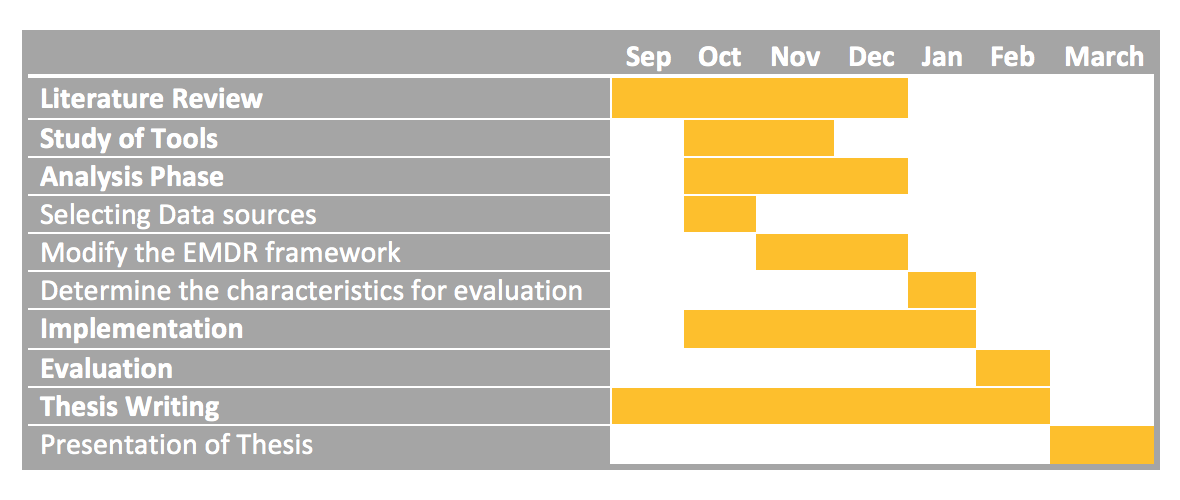 Sep Oct Nov Dec Jan Feb March
Literature Review
Study of Tools
Analysis Phase
Selecting Data sources
Modify the EMDR framework
Determine the characteristics for evaluation
Implementation
Evaluation
Thesis Writing
Presentation of Thesis